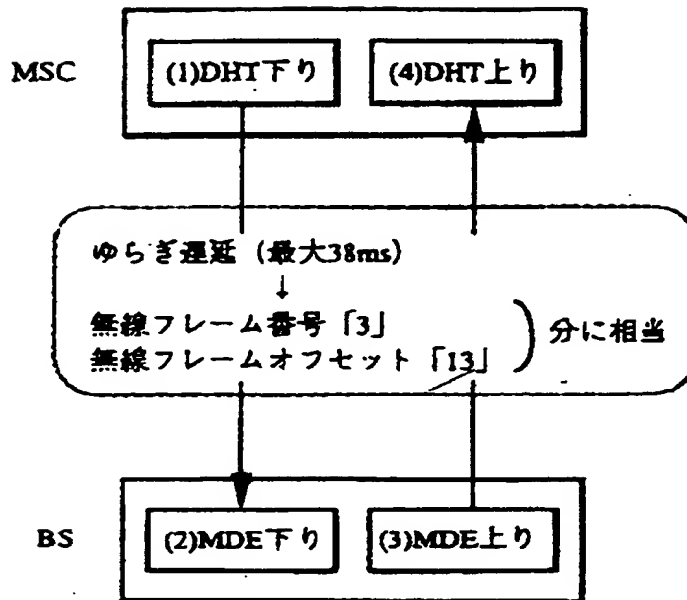 MSC
(1)DHT下り
(4)DHT上り
ゆらぎ遅延（最大38ms）
↓
無線フレーム番号「3」
無線フレームオフセット「13」
分に相当
BS
(2)MDE下り
(3)MDE上り